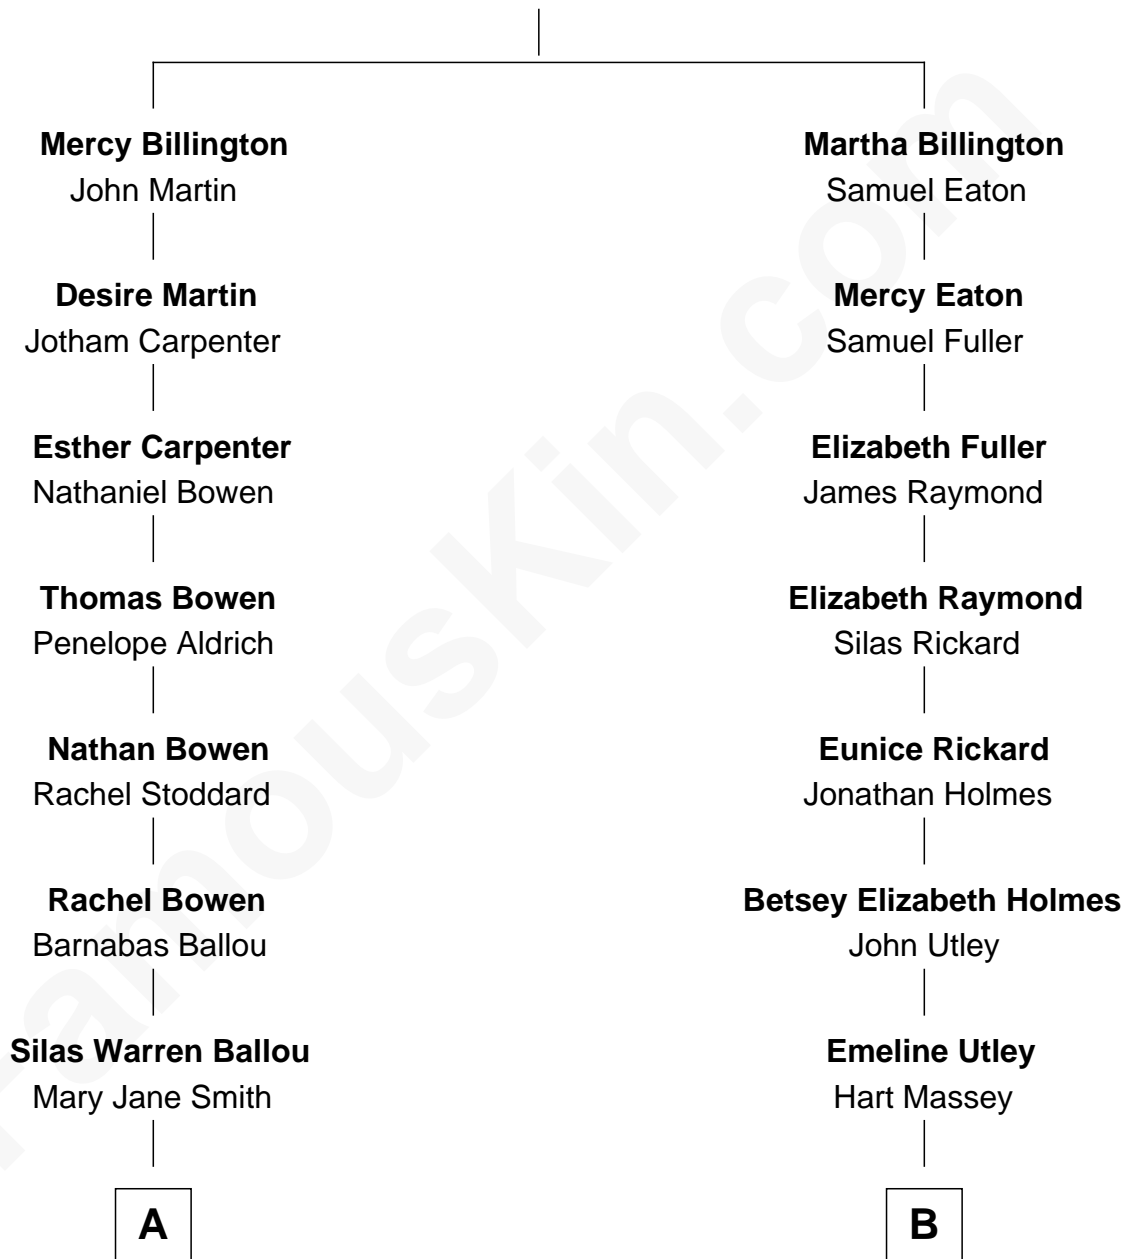 Mercy Billington
John Martin
Martha Billington
Samuel Eaton
Desire Martin
Jotham Carpenter
Mercy Eaton
Samuel Fuller
Esther Carpenter
Nathaniel Bowen
Elizabeth Fuller
James Raymond
Thomas Bowen
Penelope Aldrich
Elizabeth Raymond
Silas Rickard
Nathan Bowen
Rachel Stoddard
Eunice Rickard
Jonathan Holmes
Rachel Bowen
Barnabas Ballou
Betsey Elizabeth Holmes
John Utley
Silas Warren Ballou
Mary Jane Smith
Emeline Utley
Hart Massey
A
B
FamousKin.com